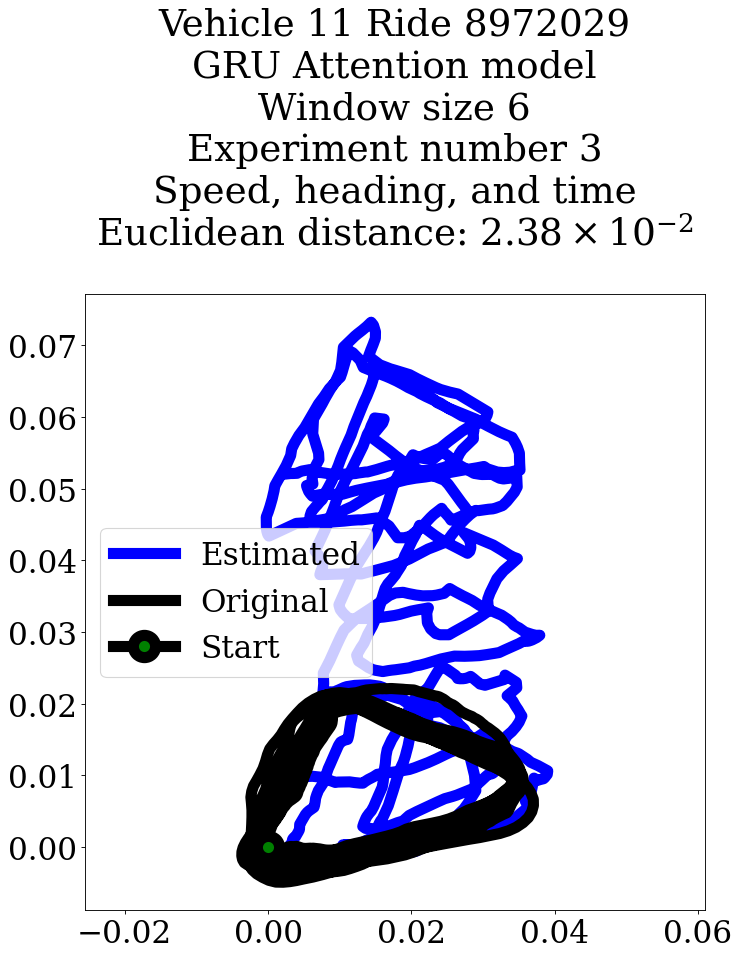 Vehicle 11 Ride 8972029
GRU Attention model
Window size 6
Experiment number 3
Speed, heading, and time
Euclidean distance: 2.38 × 10⁻²
0.07
0.06
0.05
0.04
0.03
0.02
0.01
0.00
Estimated
Original
Start
−0.02 0.00 0.02 0.04 0.06